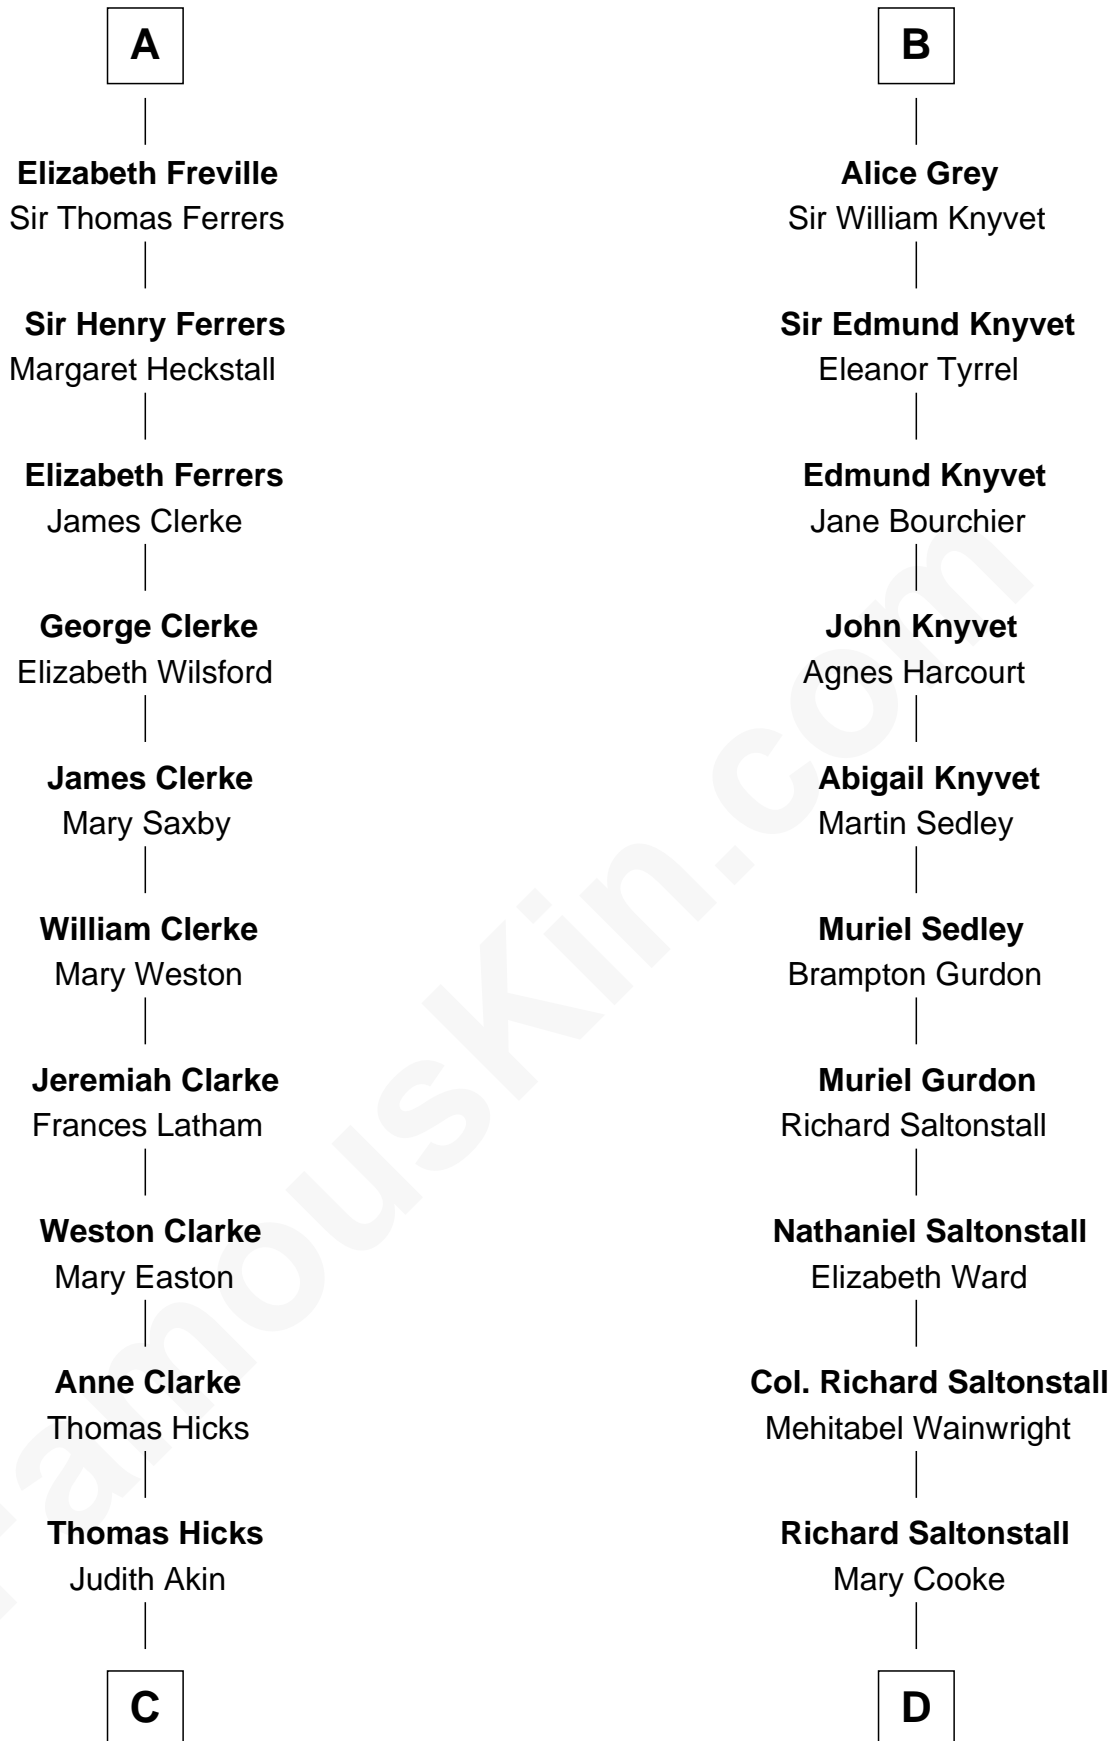 A
Elizabeth Freville
Sir Thomas Ferrers
Sir Henry Ferrers
Margaret Heckstall
Elizabeth Ferrers
James Clerke
George Clerke
Elizabeth Wilsford
James Clerke
Mary Saxby
William Clerke
Mary Weston
Jeremiah Clarke
Frances Latham
Weston Clarke
Mary Easton
Anne Clarke
Thomas Hicks
Thomas Hicks
Judith Akin
C
B
Alice Grey
Sir William Knyvet
Sir Edmund Knyvet
Eleanor Tyrrel
Edmund Knyvet
Jane Bourchier
John Knyvet
Agnes Harcourt
Abigail Knyvet
Martin Sedley
Muriel Sedley
Brampton Gurdon
Muriel Gurdon
Richard Saltonstall
Nathaniel Saltonstall
Elizabeth Ward
Col. Richard Saltonstall
Mehitabel Wainwright
Richard Saltonstall
Mary Cooke
D
FamousKin.com